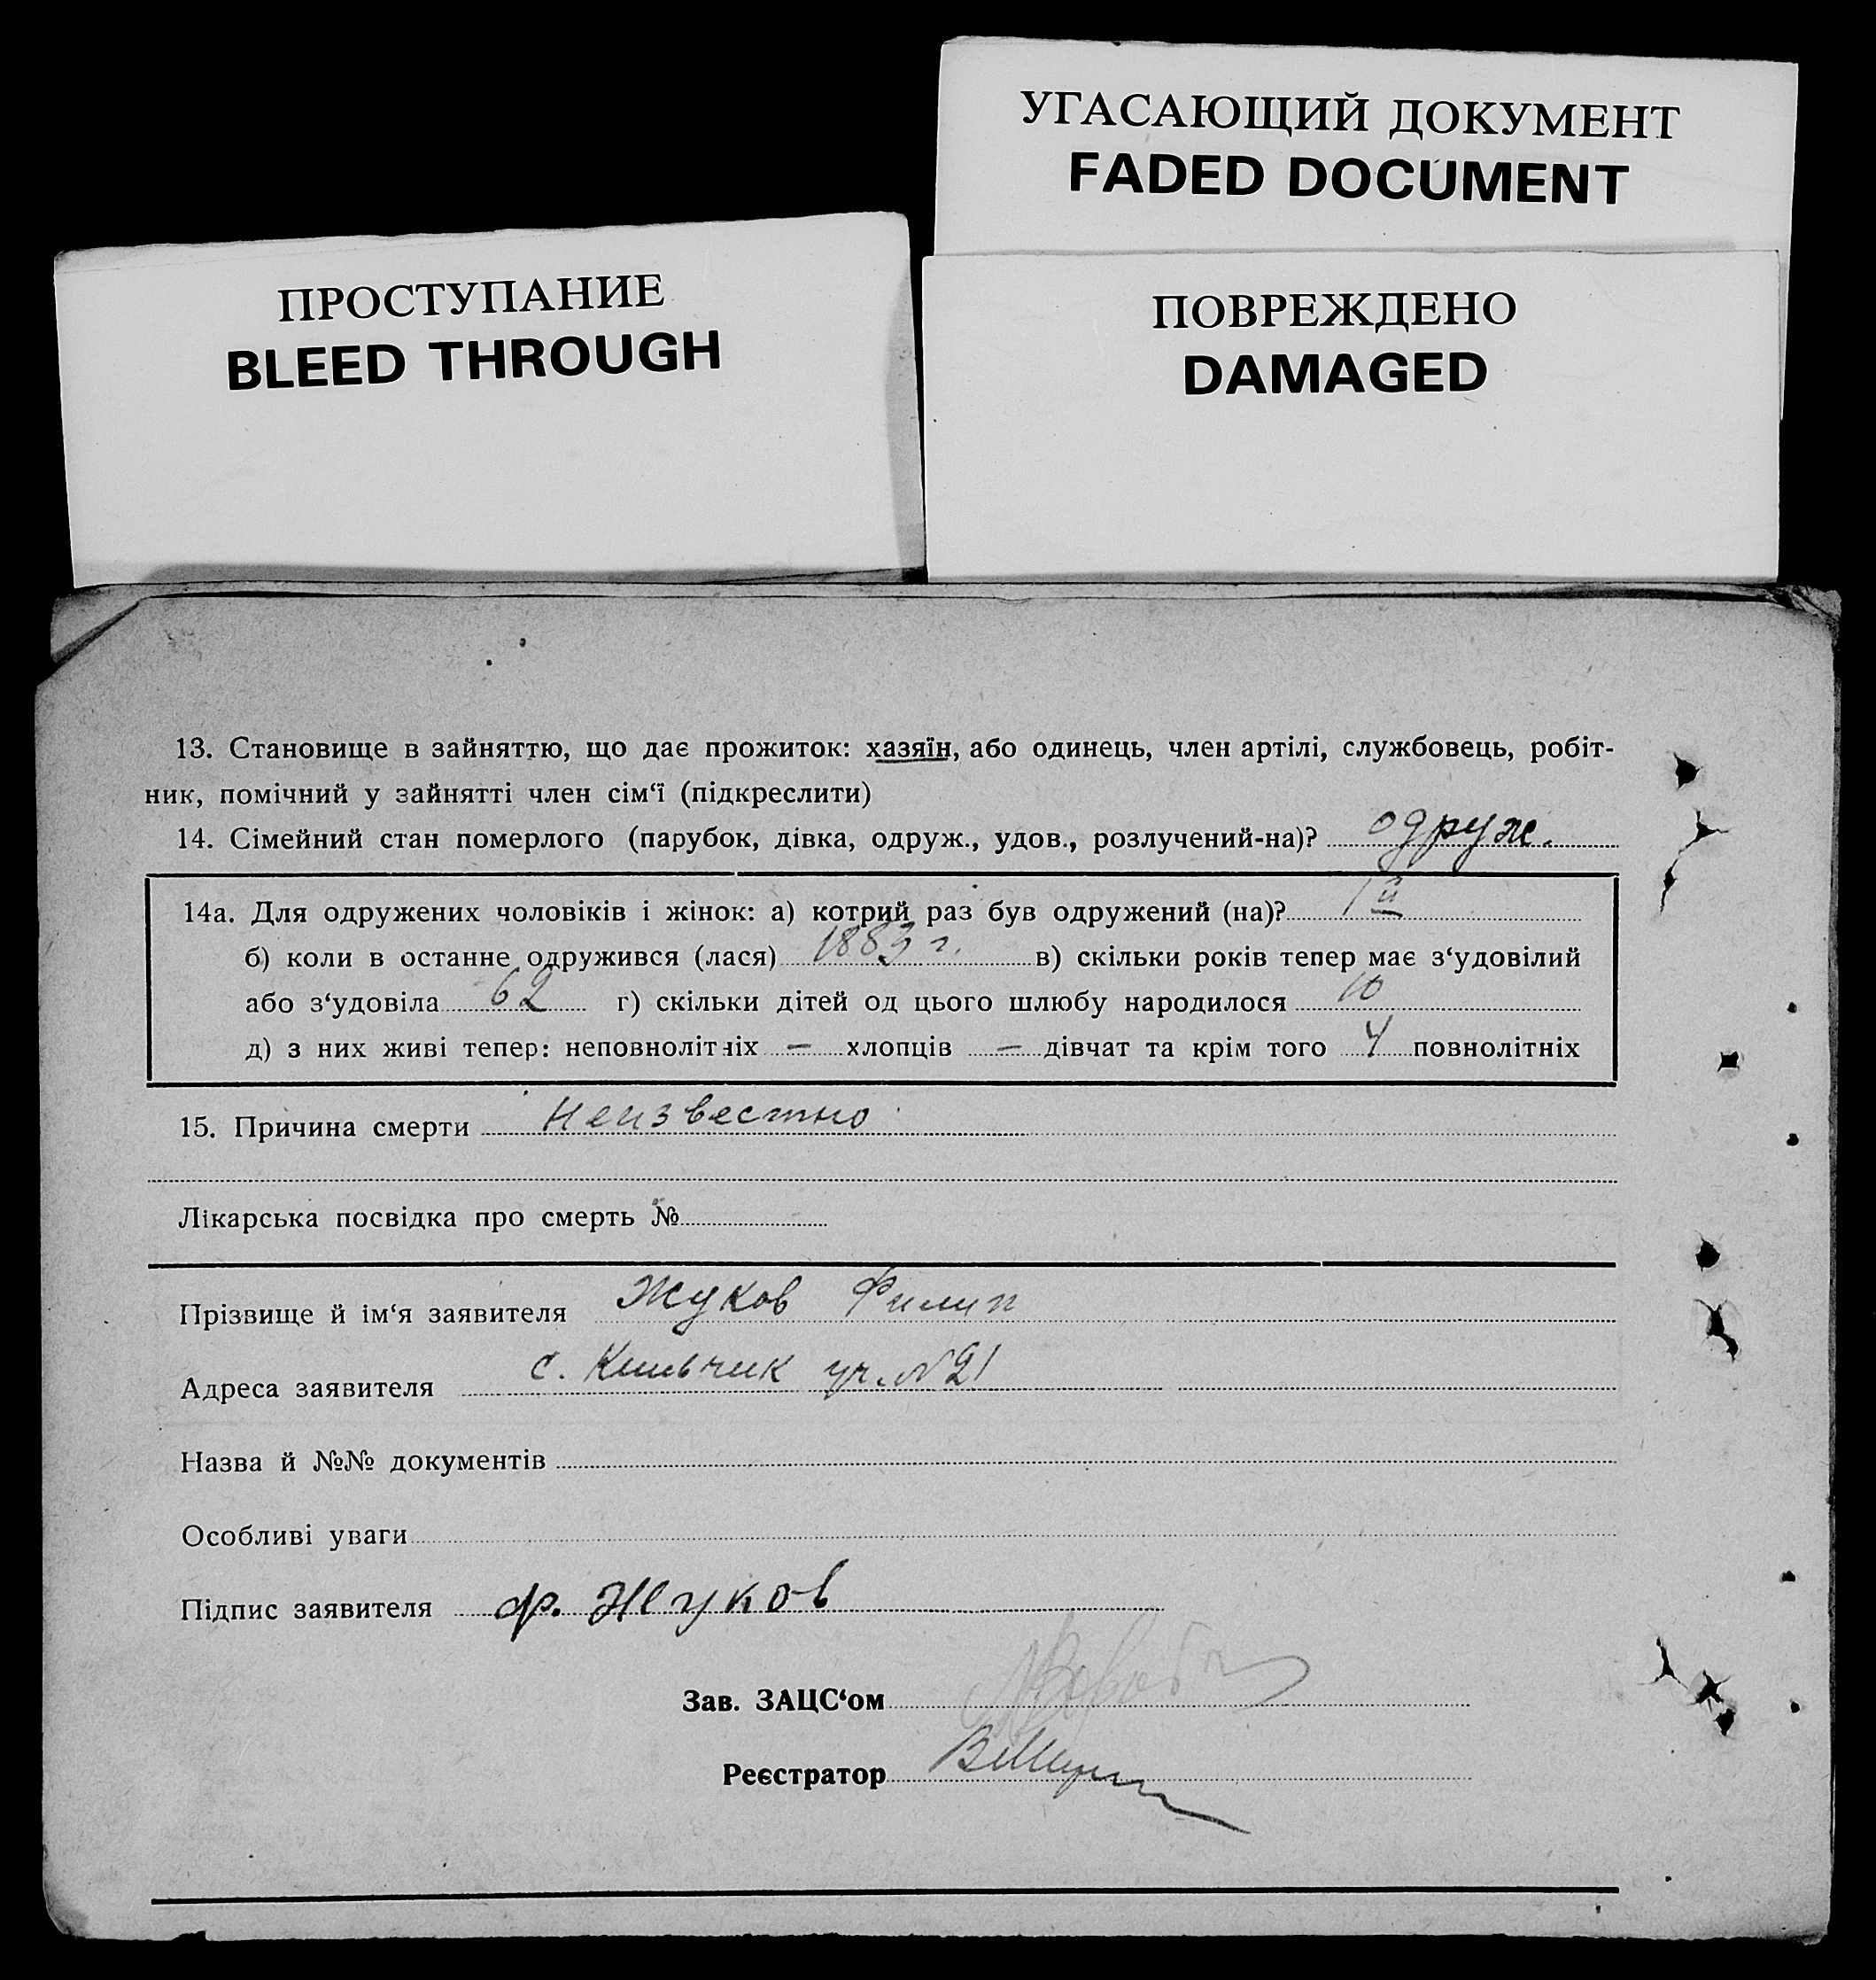 УГАСАЮЩИЙ ДОКУМЕНТ
FADED DOCUMENT
ПРОСТУПАНИЕ
BLEED THROUGH
ПОВРЕЖДЕНО
DAMAGED
13. Становище в зайняттю, що дає прожиток: хазяїн, або одинець, член артілі, службовець, робіт-
ник, помічний у зайнятті член сім‘ї (підкреслити)
14. Сімейний стан померлого (парубок, дівка, одруж., удов., розлучений-на)? одруж.
14а. Для одружених чоловіків і жінок: а) котрий раз був одружений (на)? 1й
б) коли в останне одружився (лася) 1883 г. в) скільки років тепер має з‘удовілий
або з‘удовіла 62 г) скільки дітей од цього шлюбу народилося 10
д) з них живі тепер: неповнолітніх — хлопців — дівчат та крім того 4 повнолітніх
15. Причина смерти Неизвестно
Лікарська посвідка про смерть №
Прізвище й ім‘я заявителя Жуков Филип
Адреса заявителя с. Кильчик уч. N 21
Назва й №№ документів
Особливі уваги
Підпис заявителя Ф. Жуков
Зав. ЗАЦС‘ом
Реєстратор